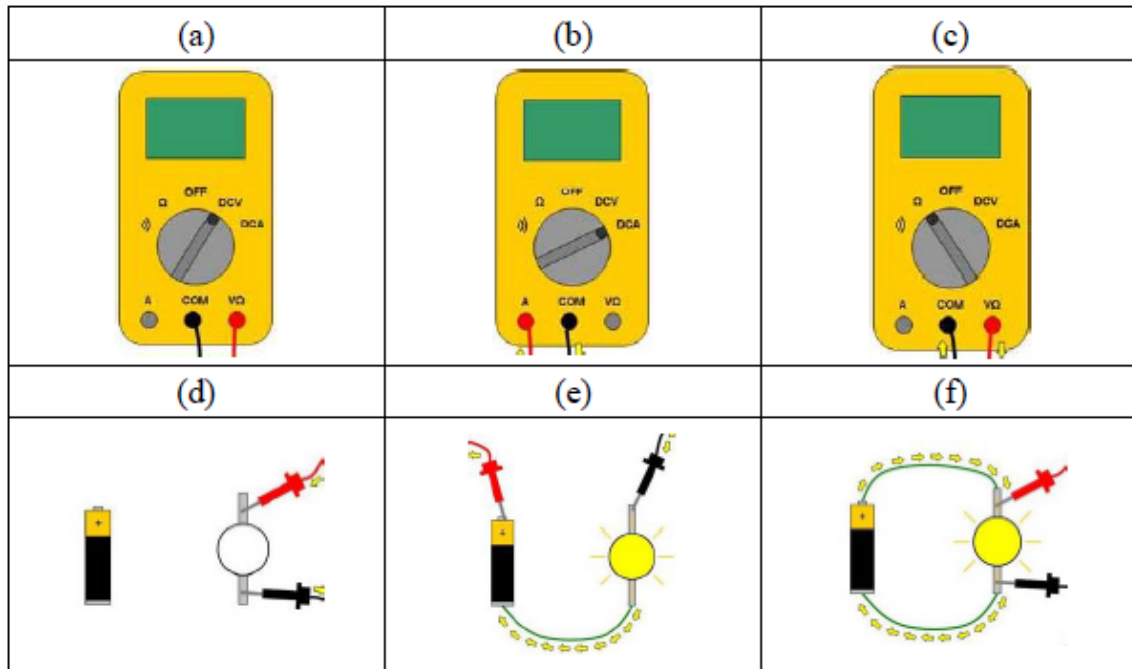 (a) (b) (c)
OFF OFF OFF
Ω DCV Ω DCV Ω DCV
DCA DCA DCA
A COM VΩ A COM VΩ A COM VΩ
(d) (e) (f)
+ + +